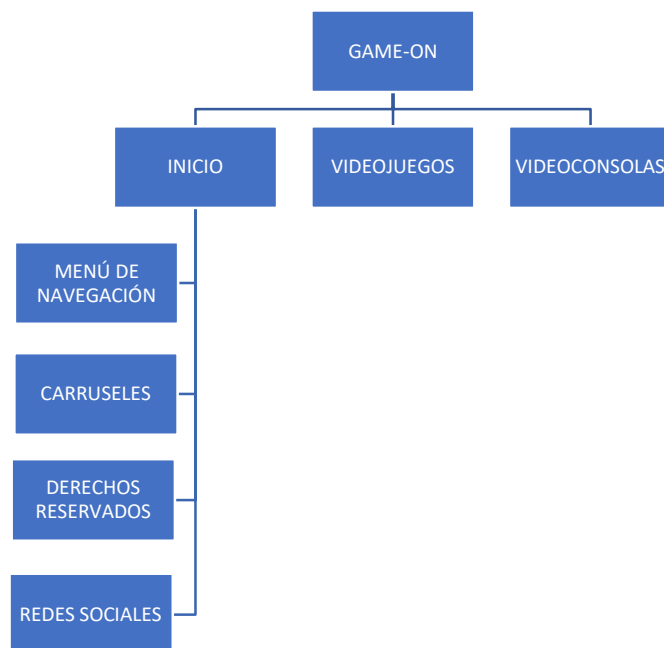 GAME-ON
INICIO
VIDEOJUEGOS
VIDEOCONSOLAS
MENÚ DE
NAVEGACIÓN
CARRUSELES
DERECHOS
RESERVADOS
REDES SOCIALES